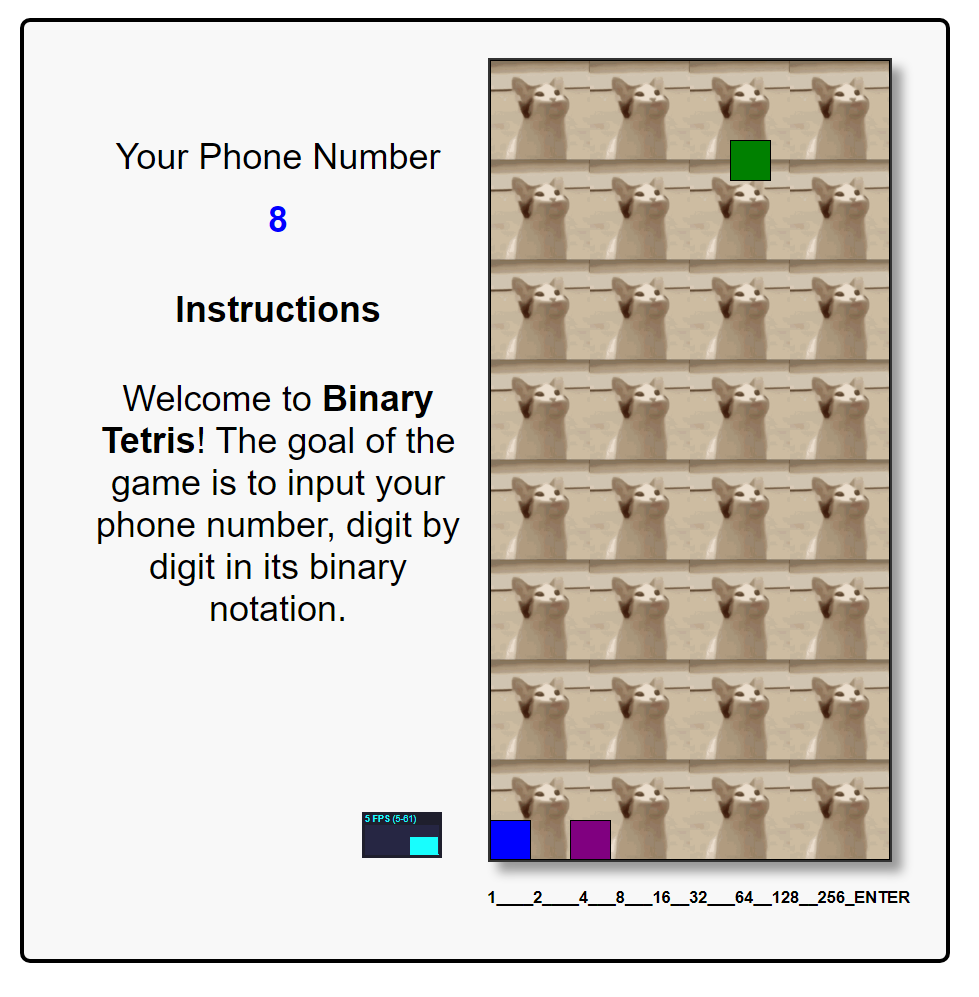 Your Phone Number
8
Instructions
Welcome to Binary
Tetris! The goal of the
game is to input your
phone number, digit by
digit in its binary
notation.
5 FPS (5-61)
1____2____4___8___16__32___64__128__256_ENTER